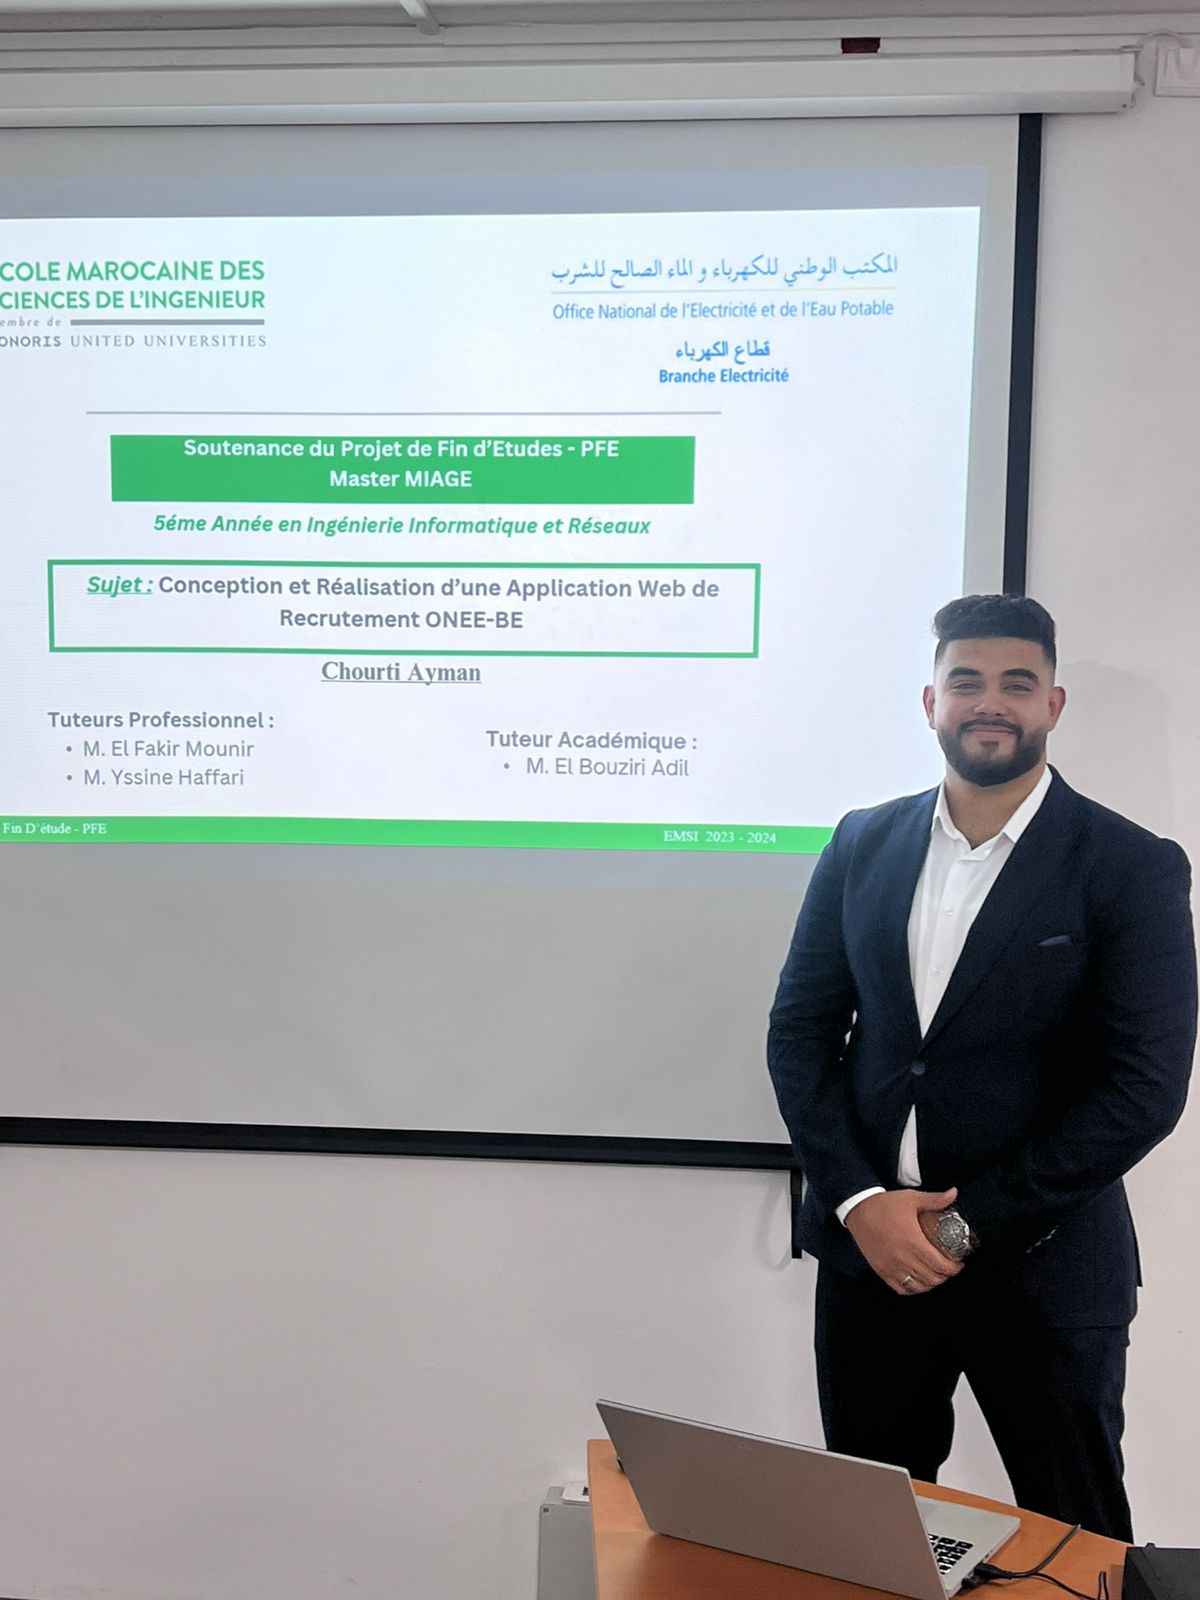 COLE MAROCAINE DES
CIENCES DE L'INGENIEUR
embre de
ONORIS UNITED UNIVERSITIES
المكتب الوطني للكهرباء و الماء الصالح للشرب
Office National de l'Electricité et de l'Eau Potable
قطاع الكهرباء
Branche Electricité
Soutenance du Projet de Fin d'Etudes - PFE
Master MIAGE
5éme Année en Ingénierie Informatique et Réseaux
Sujet : Conception et Réalisation d'une Application Web de
Recrutement ONEE-BE
Chourti Ayman
Tuteurs Professionnel :
• M. El Fakir Mounir
• M. Yssine Haffari
Tuteur Académique :
• M. El Bouziri Adil
Fin D'étude - PFE
EMSI 2023 - 2024